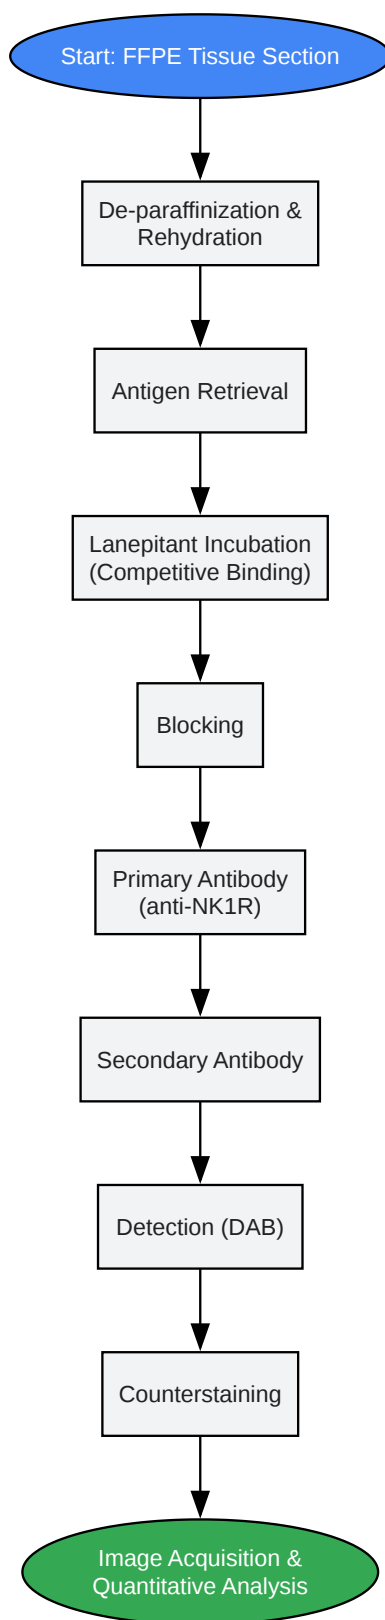 Start: FFPE Tissue Section
De-paraffinization &
Rehydration
Antigen Retrieval
Lanepitant Incubation
(Competitive Binding)
Blocking
Primary Antibody
(anti-NK1R)
Secondary Antibody
Detection (DAB)
Counterstaining
Image Acquisition &
Quantitative Analysis